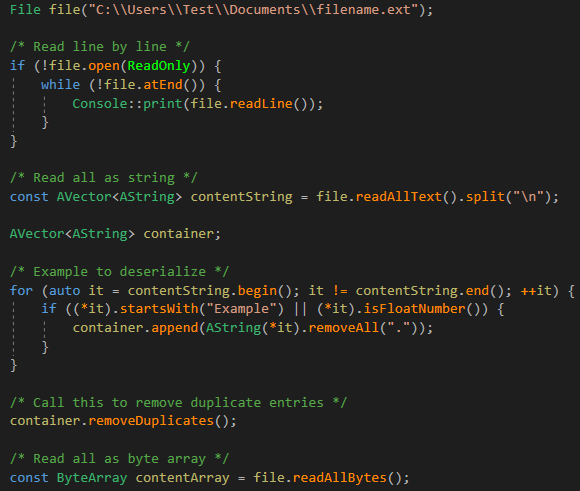 File file("C:\\Users\\Test\\Documents\\filename.ext");

/* Read line by line */
if (!file.open(ReadOnly)) {
    while (!file.atEnd()) {
        Console::print(file.readLine());
    }
}

/* Read all as string */
const AVector<AString> contentString = file.readAllText().split("\n");

AVector<AString> container;

/* Example to deserialize */
for (auto it = contentString.begin(); it != contentString.end(); ++it) {
    if ((*it).startsWith("Example") || (*it).isFloatNumber()) {
        container.append(AString(*it).removeAll("."));
    }
}

/* Call this to remove duplicate entries */
container.removeDuplicates();

/* Read all as byte array */
const ByteArray contentArray = file.readAllBytes();